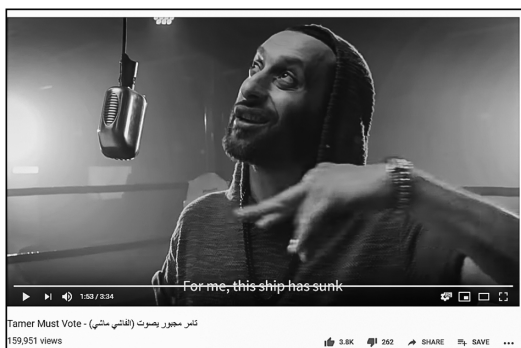 For me, this ship has sunk
1:53 / 3:34
Tamer Must Vote - تامر مجبور يصوت (الفاشي ماشي)
159,951 views
3.8K
262
SHARE
SAVE